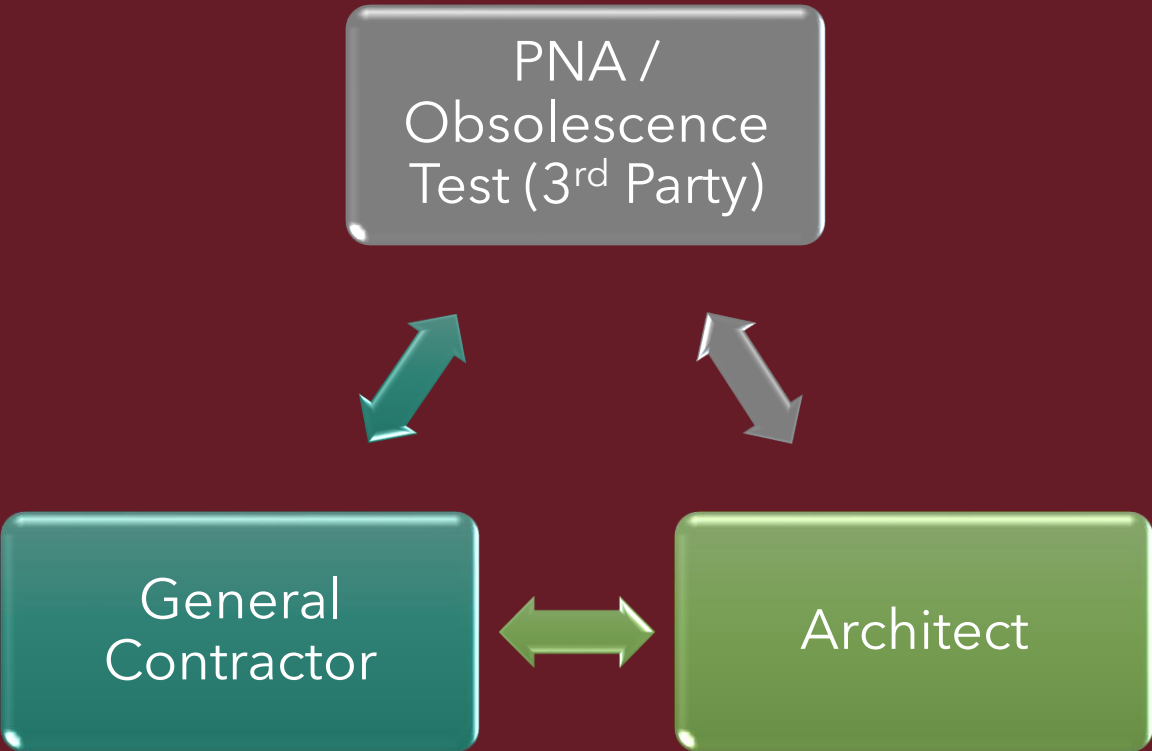 PNA /
Obsolescence
Test (3rd Party)
General
Contractor
Architect